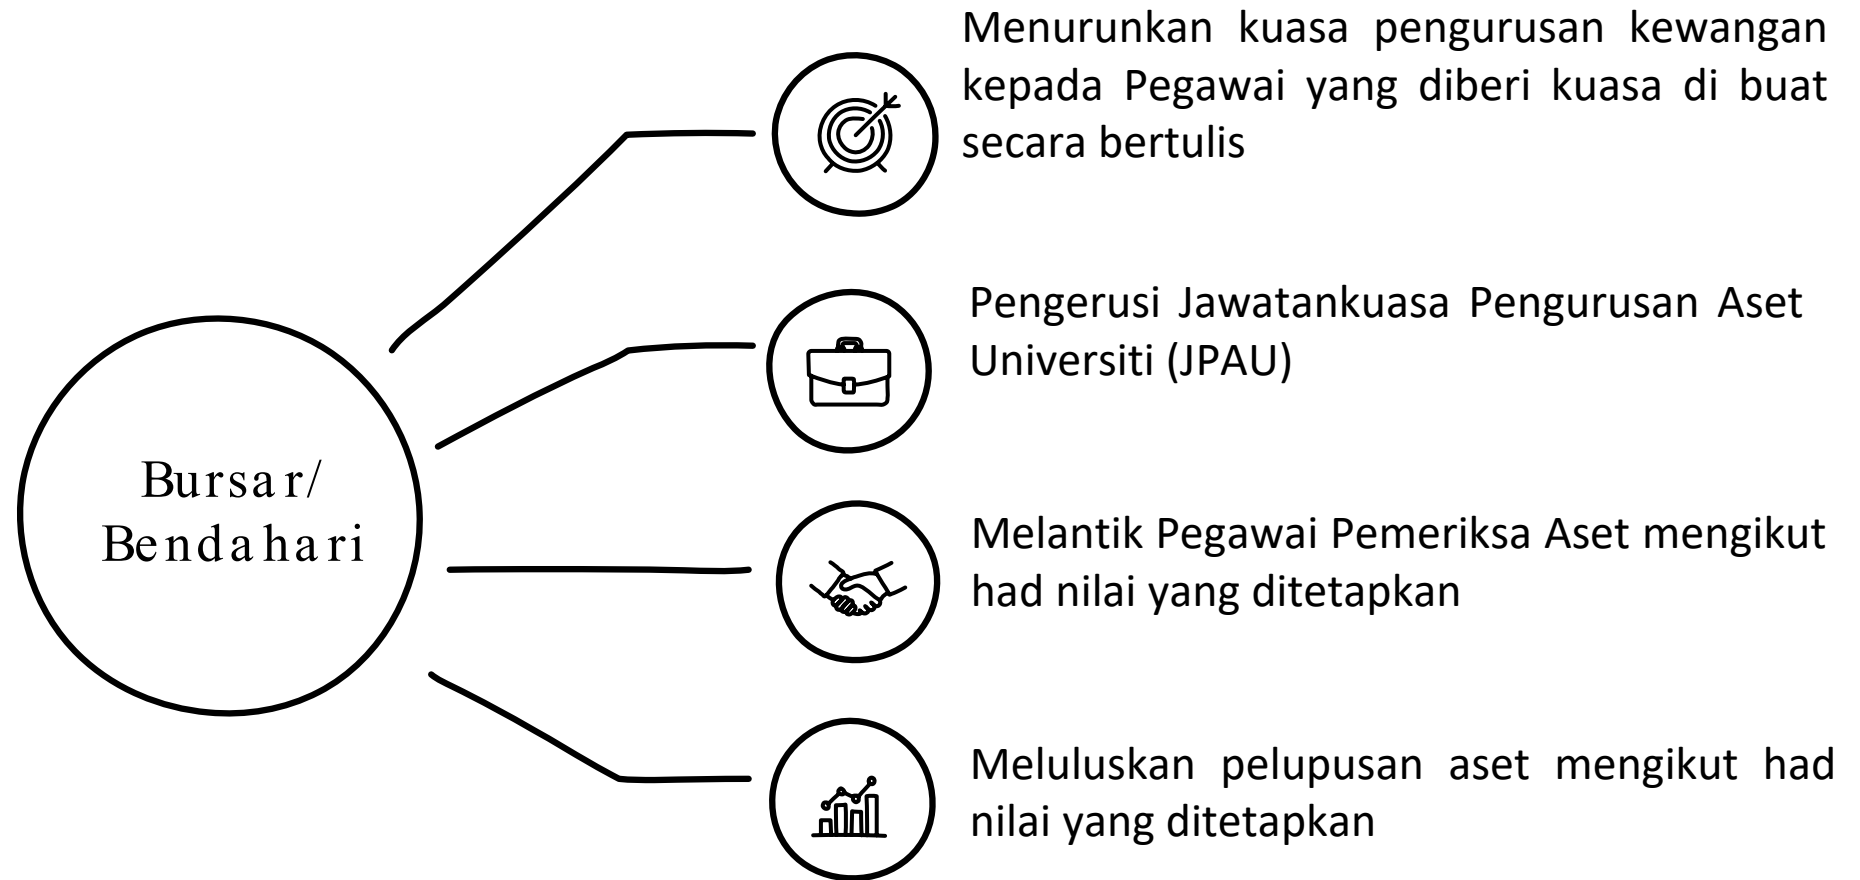 Menurunkan kuasa pengurusan kewangan
kepada Pegawai yang diberi kuasa di buat
secara bertulis
Pengerusi Jawatankuasa Pengurusan Aset
Universiti (JPAU)
Bursar/
Bendahari
Melantik Pegawai Pemeriksa Aset mengikut
had nilai yang ditetapkan
Meluluskan pelupusan aset mengikut had
nilai yang ditetapkan